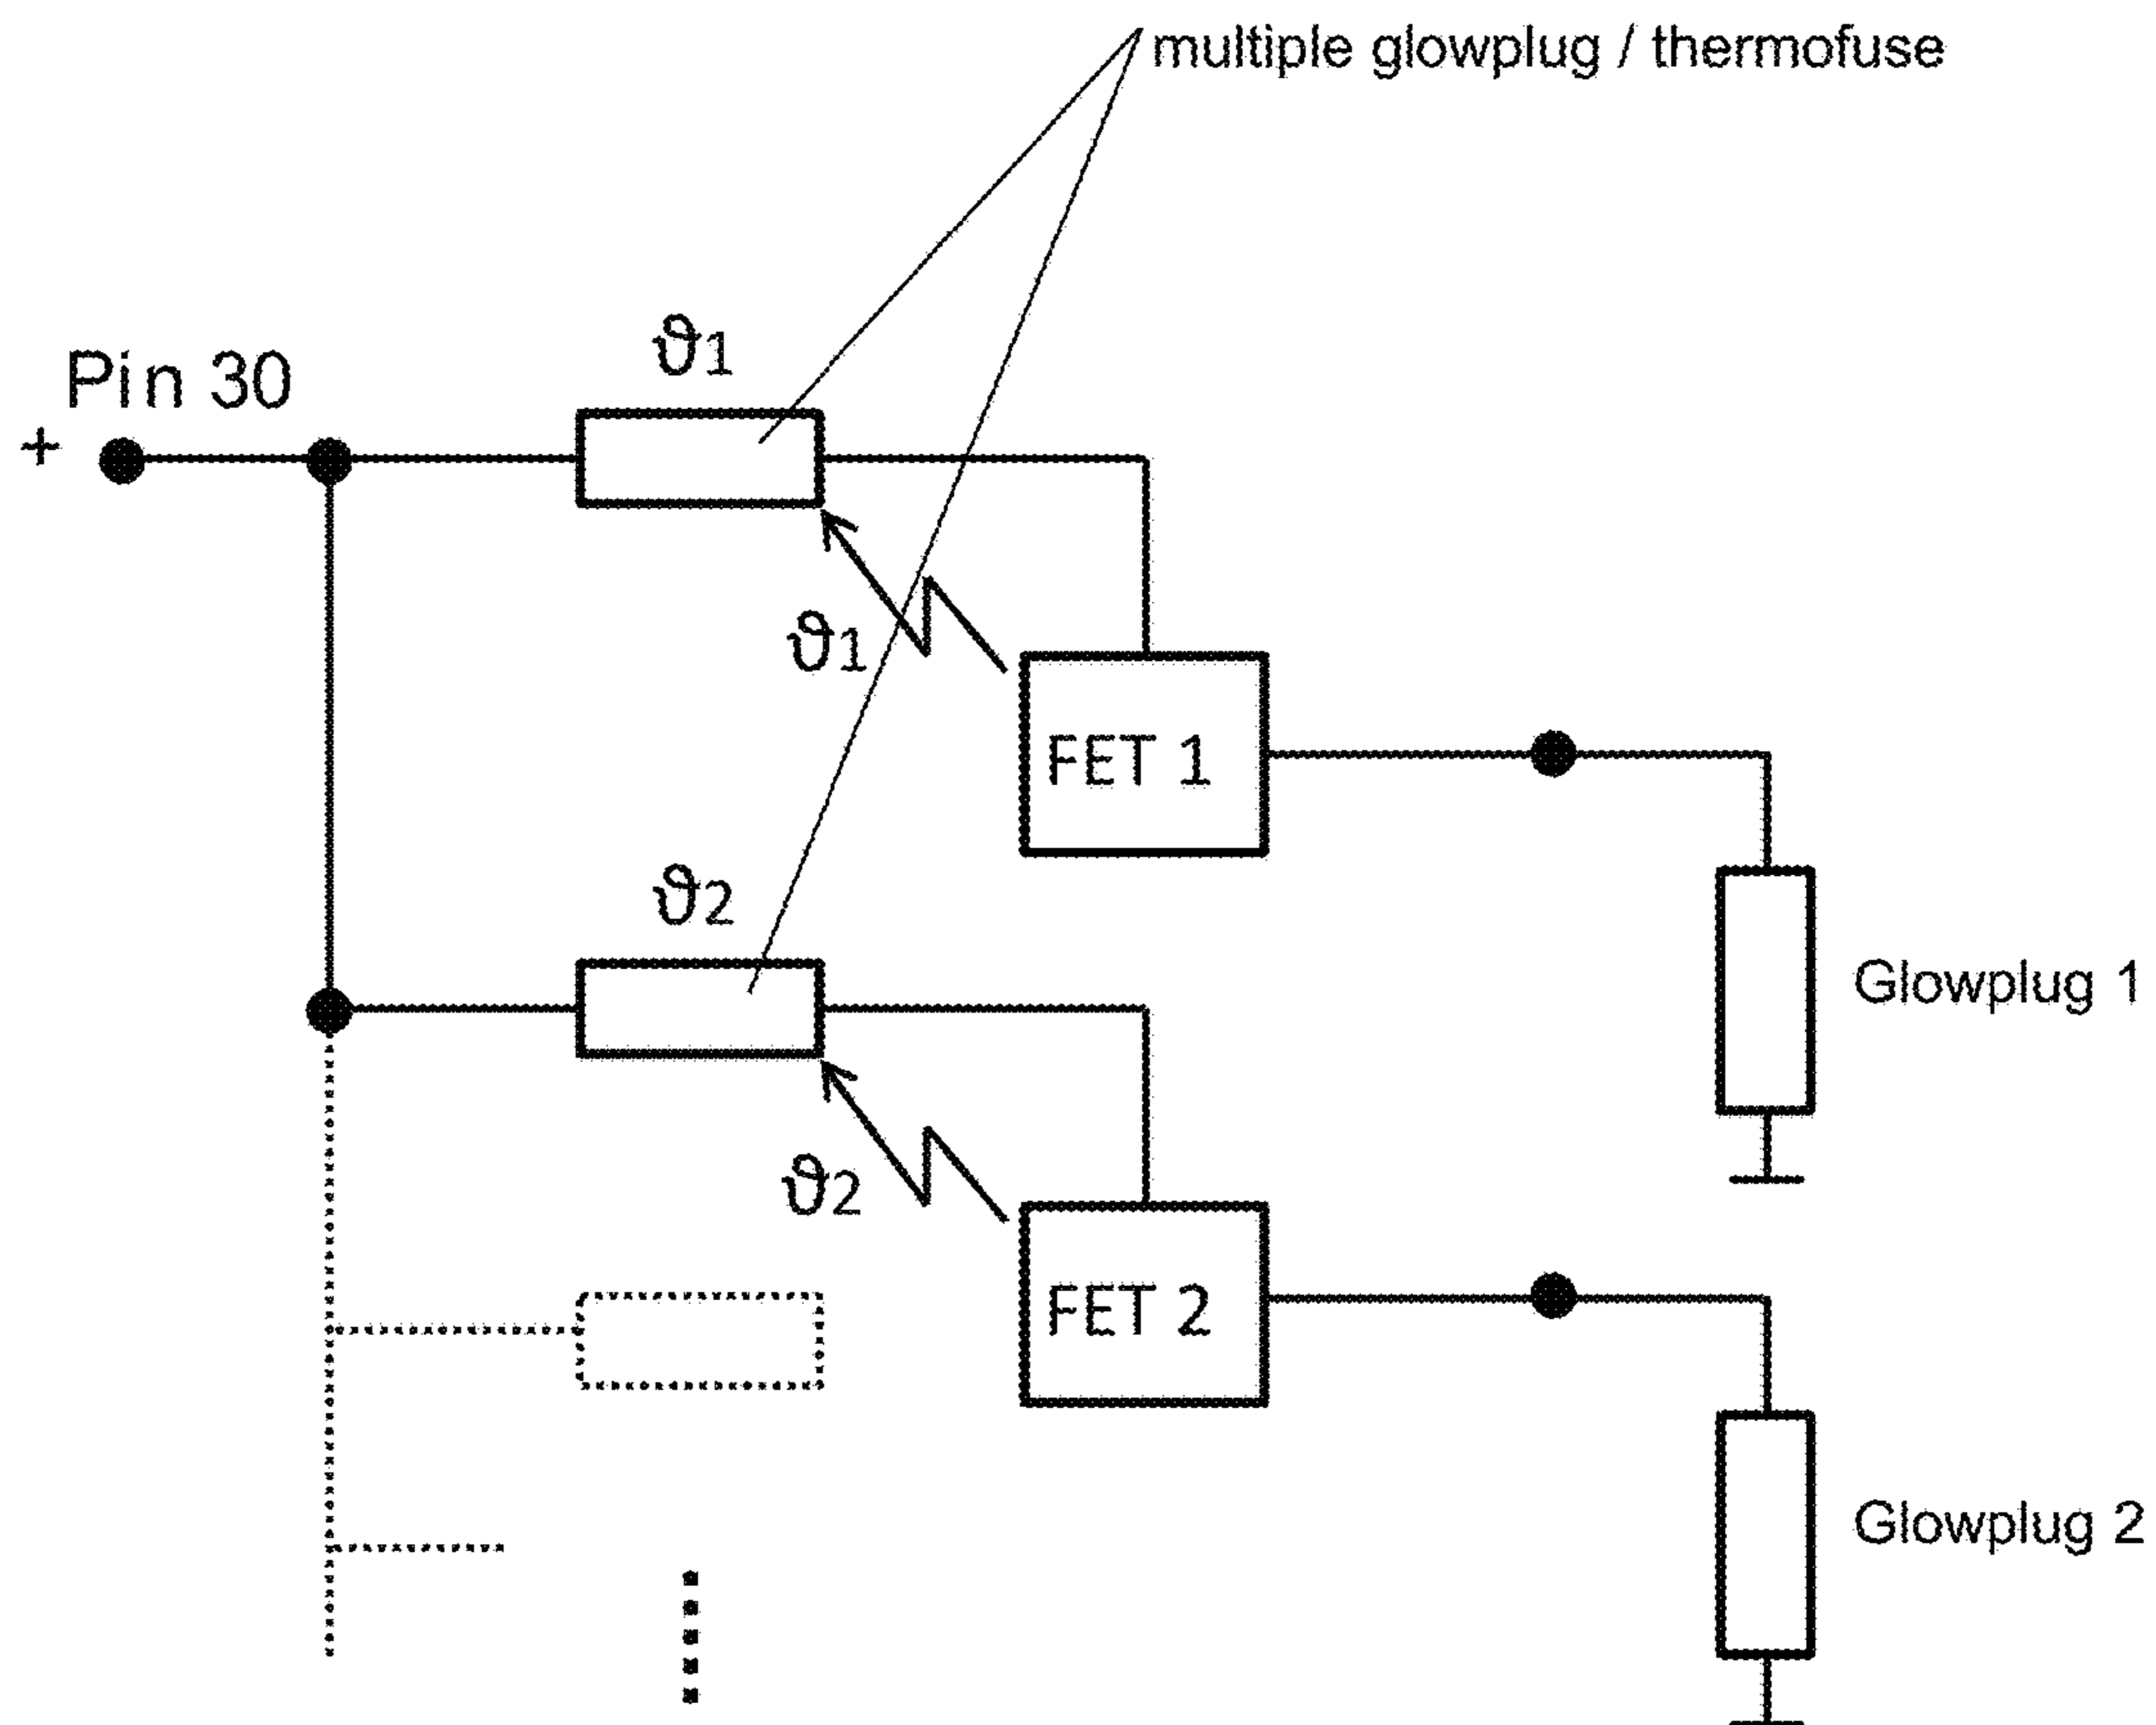 multiple glowplug / thermofuse
ϑ1
Pin 30
+
ϑ1
FET 1
ϑ2
Glowplug 1
ϑ2
FET 2
Glowplug 2